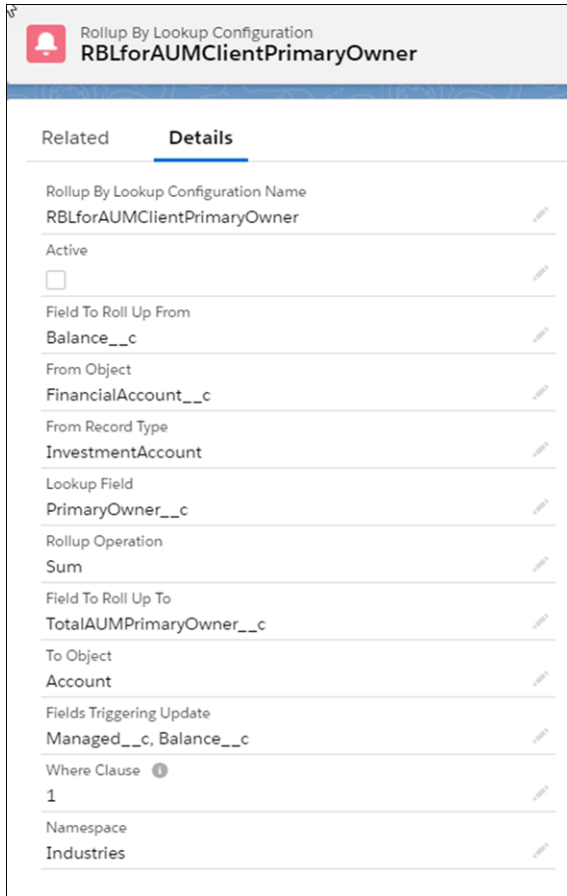 Rollup By Lookup Configuration
RBLforAUMClientPrimaryOwner
Related Details
Rollup By Lookup Configuration Name
RBLforAUMClientPrimaryOwner
Active
Field To Roll Up From
Balance__c
From Object
FinancialAccount__c
From Record Type
InvestmentAccount
Lookup Field
PrimaryOwner__c
Rollup Operation
Sum
Field To Roll Up To
TotalAUMPrimaryOwner__c
To Object
Account
Fields Triggering Update
Managed__c, Balance__c
Where Clause i
1
Namespace
Industries